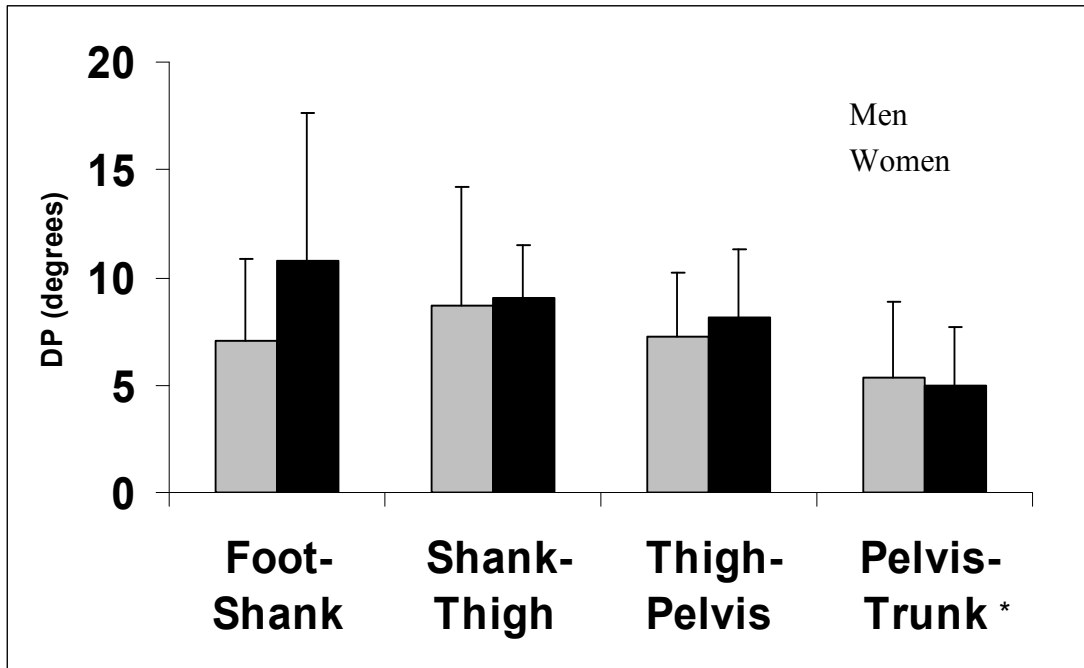 20
15
10
5
0
DP (degrees)
Men
Women
Foot-
Shank
Shank-
Thigh
Thigh-
Pelvis
Pelvis-
Trunk *